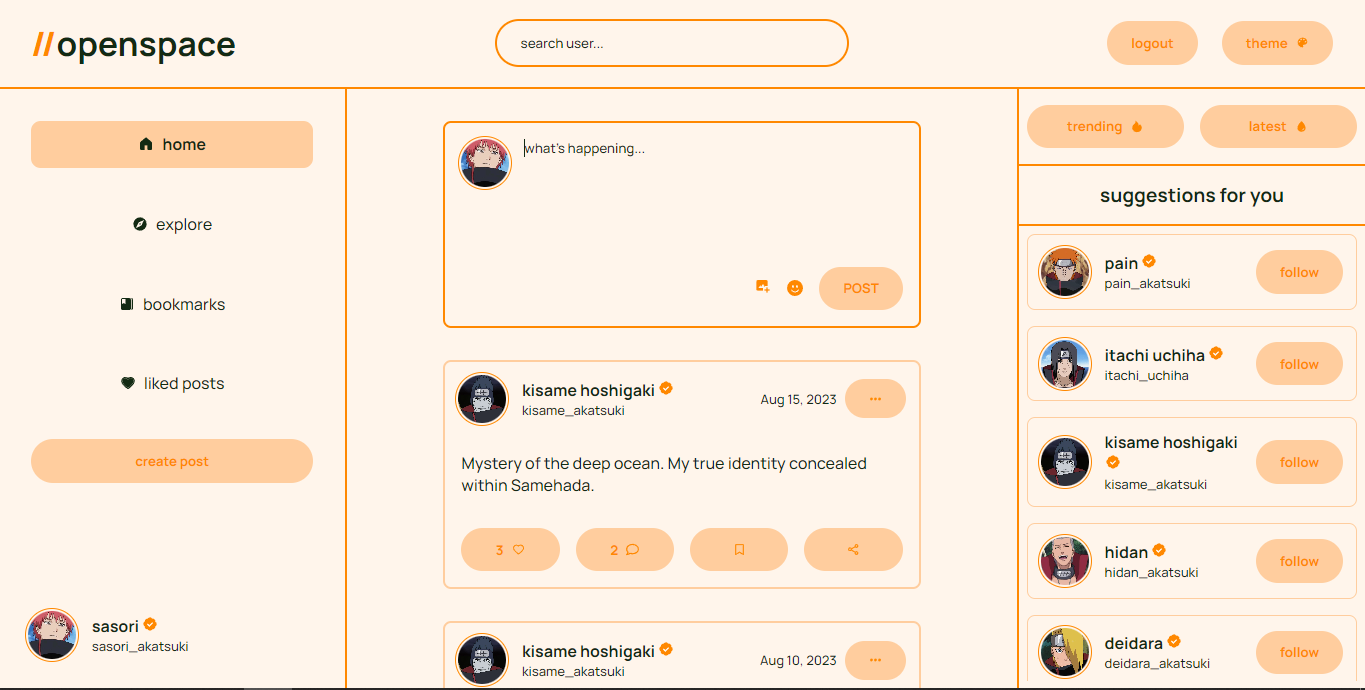 //openspace
search user...
logout
theme
home
explore
bookmarks
liked posts
create post
sasori
sasori_akatsuki
what's happening...
POST
kisame hoshigaki
kisame_akatsuki
Aug 15, 2023
Mystery of the deep ocean. My true identity concealed
within Samehada.
3
2
kisame hoshigaki
kisame_akatsuki
Aug 10, 2023
trending
latest
suggestions for you
pain
pain_akatsuki
follow
itachi uchiha
itachi_uchiha
follow
kisame hoshigaki
kisame_akatsuki
follow
hidan
hidan_akatsuki
follow
deidara
deidara_akatsuki
follow